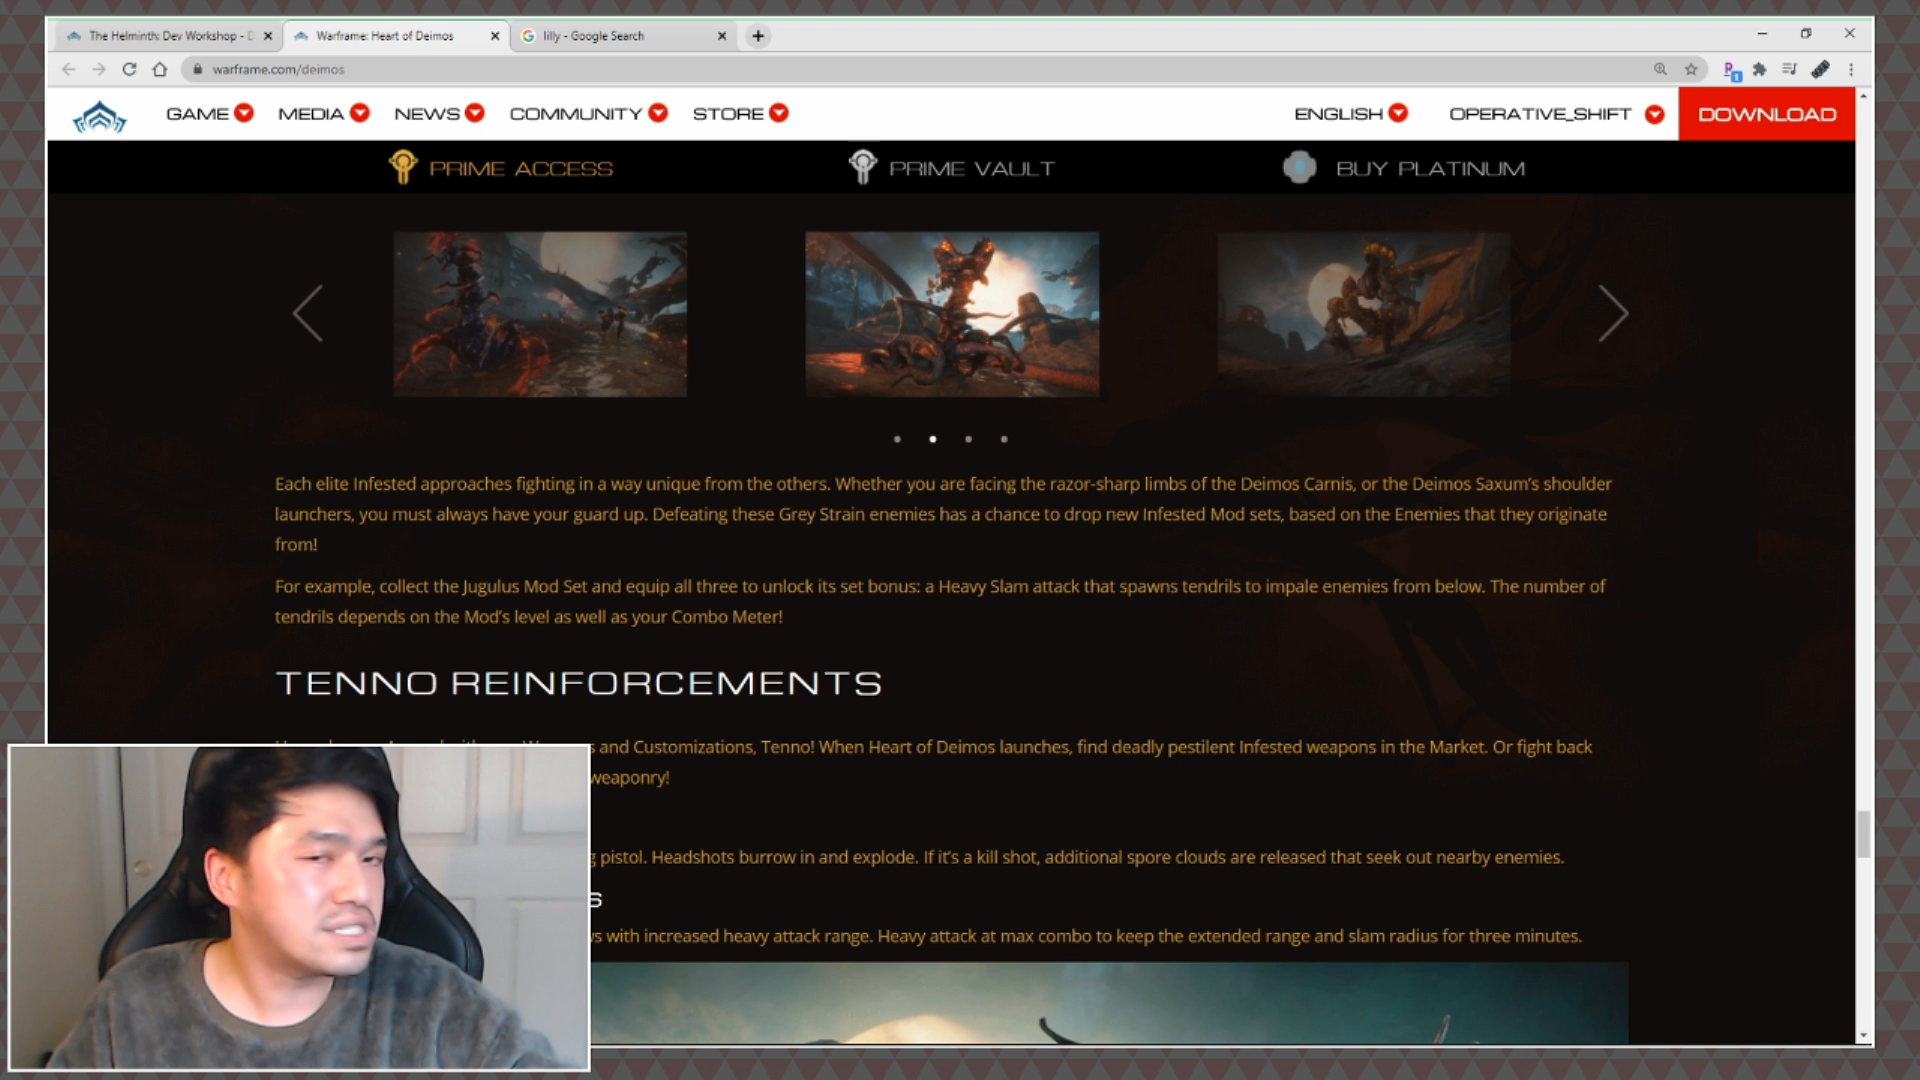 The Helminth: Dev Workshop - D
Warframe: Heart of Deimos
lilly - Google Search
warframe.com/deimos
GAME MEDIA NEWS COMMUNITY STORE ENGLISH OPERATIVE_SHIFT DOWNLOAD
PRIME ACCESS PRIME VAULT BUY PLATINUM
Each elite Infested approaches fighting in a way unique from the others. Whether you are facing the razor-sharp limbs of the Deimos Carnis, or the Deimos Saxum's shoulder
launchers, you must always have your guard up. Defeating these Grey Strain enemies has a chance to drop new Infested Mod sets, based on the Enemies that they originate
from!
For example, collect the Jugulus Mod Set and equip all three to unlock its set bonus: a Heavy Slam attack that spawns tendrils to impale enemies from below. The number of
tendrils depends on the Mod's level as well as your Combo Meter!
TENNO REINFORCEMENTS
and Customizations, Tenno! When Heart of Deimos launches, find deadly pestilent Infested weapons in the Market. Or fight back
weaponry!
pistol. Headshots burrow in and explode. If it's a kill shot, additional spore clouds are released that seek out nearby enemies.
S
with increased heavy attack range. Heavy attack at max combo to keep the extended range and slam radius for three minutes.